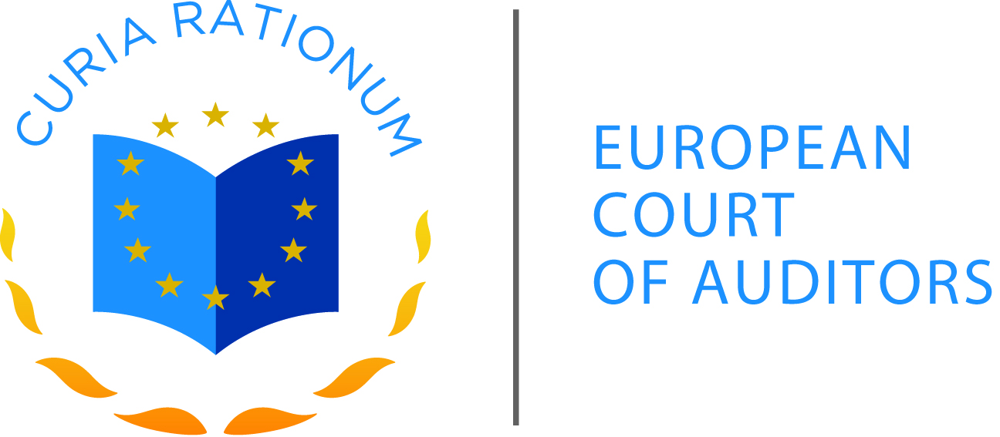 CURIA RATIONUM
EUROPEAN
COURT
OF AUDITORS